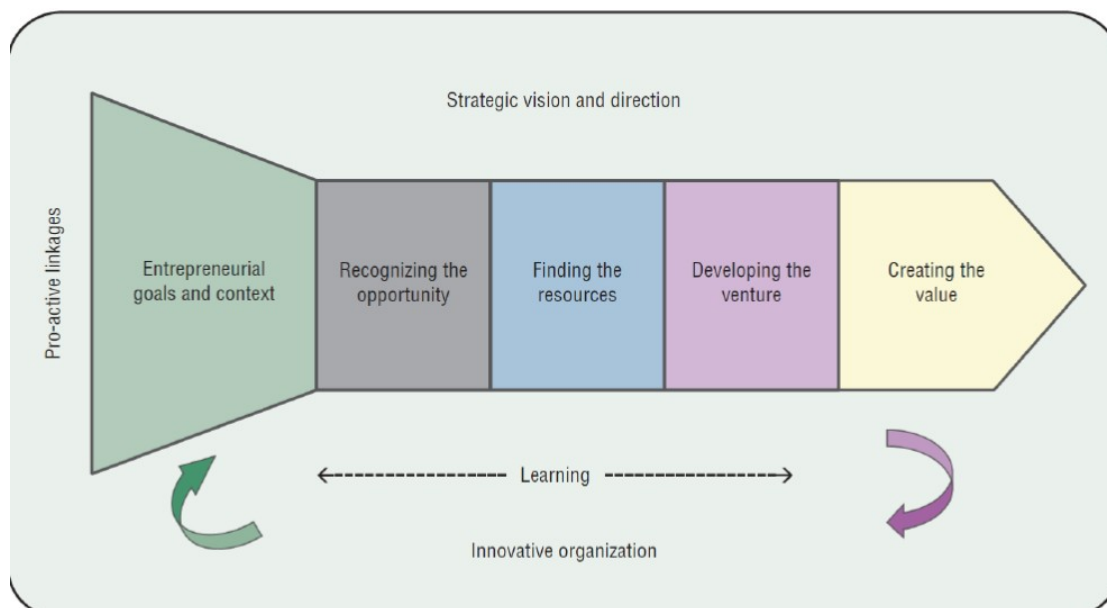 Strategic vision and direction
Pro-active linkages
Entrepreneurial
goals and context
Recognizing the
opportunity
Finding the
resources
Developing the
venture
Creating the
value
Learning
Innovative organization